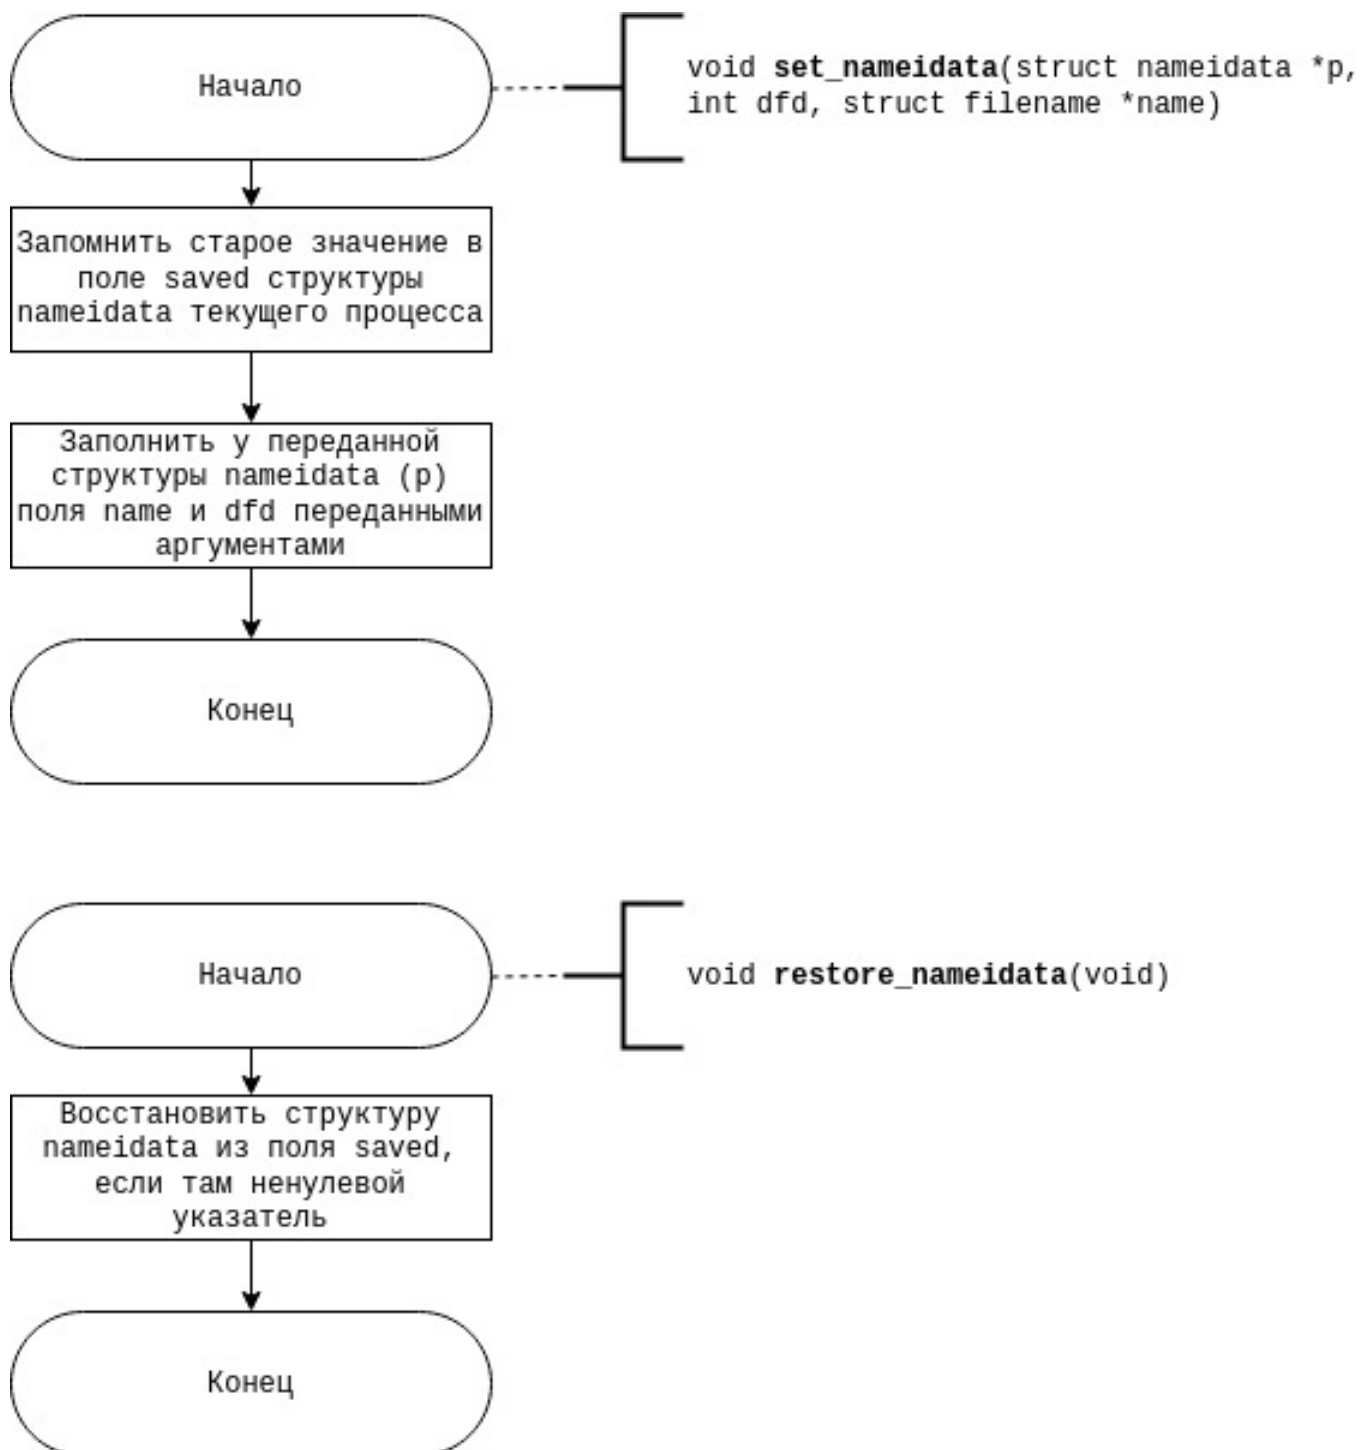 Начало
void set_nameidata(struct nameidata *p,
int dfd, struct filename *name)
Запомнить старое значение в
поле saved структуры
nameidata текущего процесса
Заполнить у переданной
структуры nameidata (p)
поля name и dfd переданными
аргументами
Конец
Начало
void restore_nameidata(void)
Восстановить структуру
nameidata из поля saved,
если там ненулевой
указатель
Конец